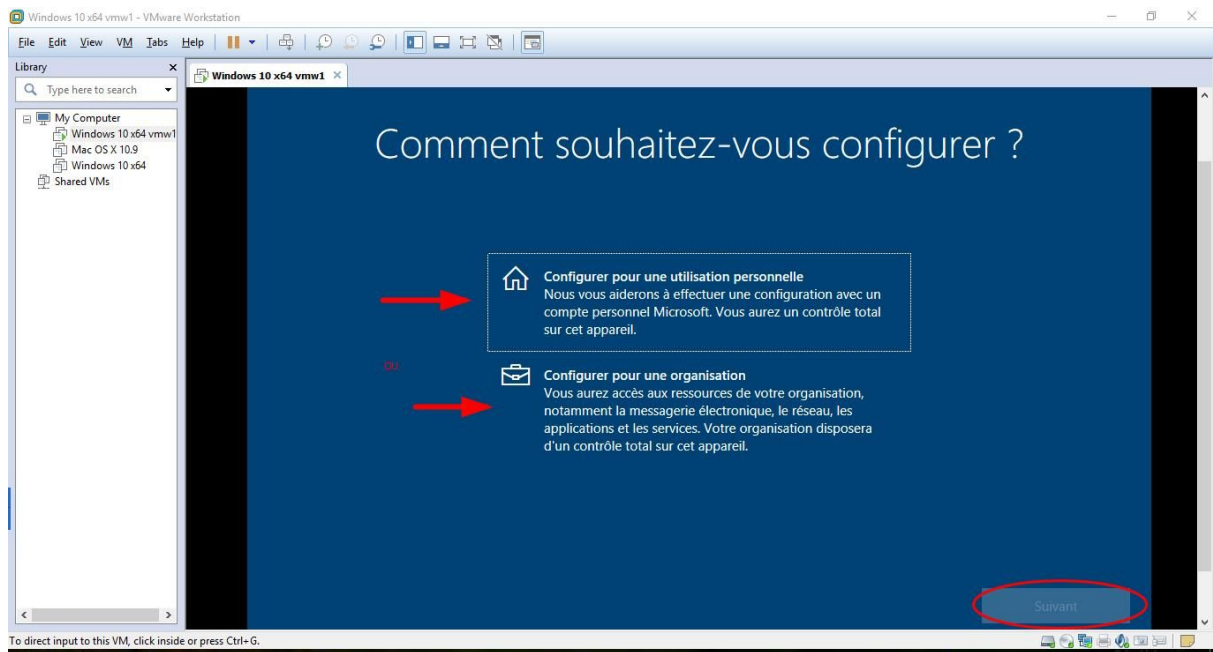 Windows 10 x64 vmw1 - VMware Workstation
File Edit View VM Tabs Help
Library
Windows 10 x64 vmw1
Type here to search
My Computer
Windows 10 x64 vmw1
Mac OS X 10.9
Windows 10 x64
Shared VMs
Comment souhaitez-vous configurer ?
Configurer pour une utilisation personnelle
Nous vous aiderons à effectuer une configuration avec un
compte personnel Microsoft. Vous aurez un contrôle total
sur cet appareil.
ou
Configurer pour une organisation
Vous aurez accès aux ressources de votre organisation,
notamment la messagerie électronique, le réseau, les
applications et les services. Votre organisation disposera
d'un contrôle total sur cet appareil.
Suivant
To direct input to this VM, click inside or press Ctrl+G.